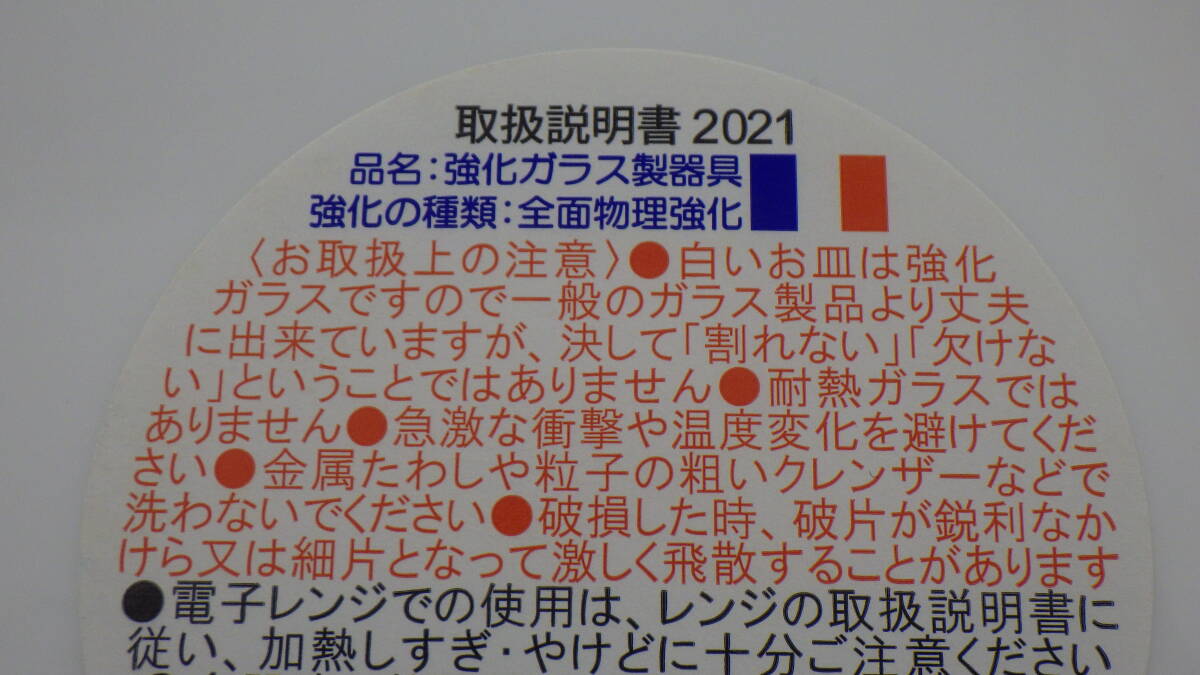 取扱説明書 2021
品名：強化ガラス製器具
強化の種類：全面物理強化
〈お取扱上の注意〉●白いお皿は強化
ガラスですので一般のガラス製品より丈夫
に出来ていますが、決して「割れない」「欠けな
い」ということではありません●耐熱ガラスでは
ありません●急激な衝撃や温度変化を避けてくだ
さい●金属たわしや粒子の粗いクレンザーなどで
洗わないでください●破損した時、破片が鋭利なか
けら又は細片となって激しく飛散することがあります
●電子レンジでの使用は、レンジの取扱説明書に
従い、加熱しすぎ・やけどに十分ご注意ください